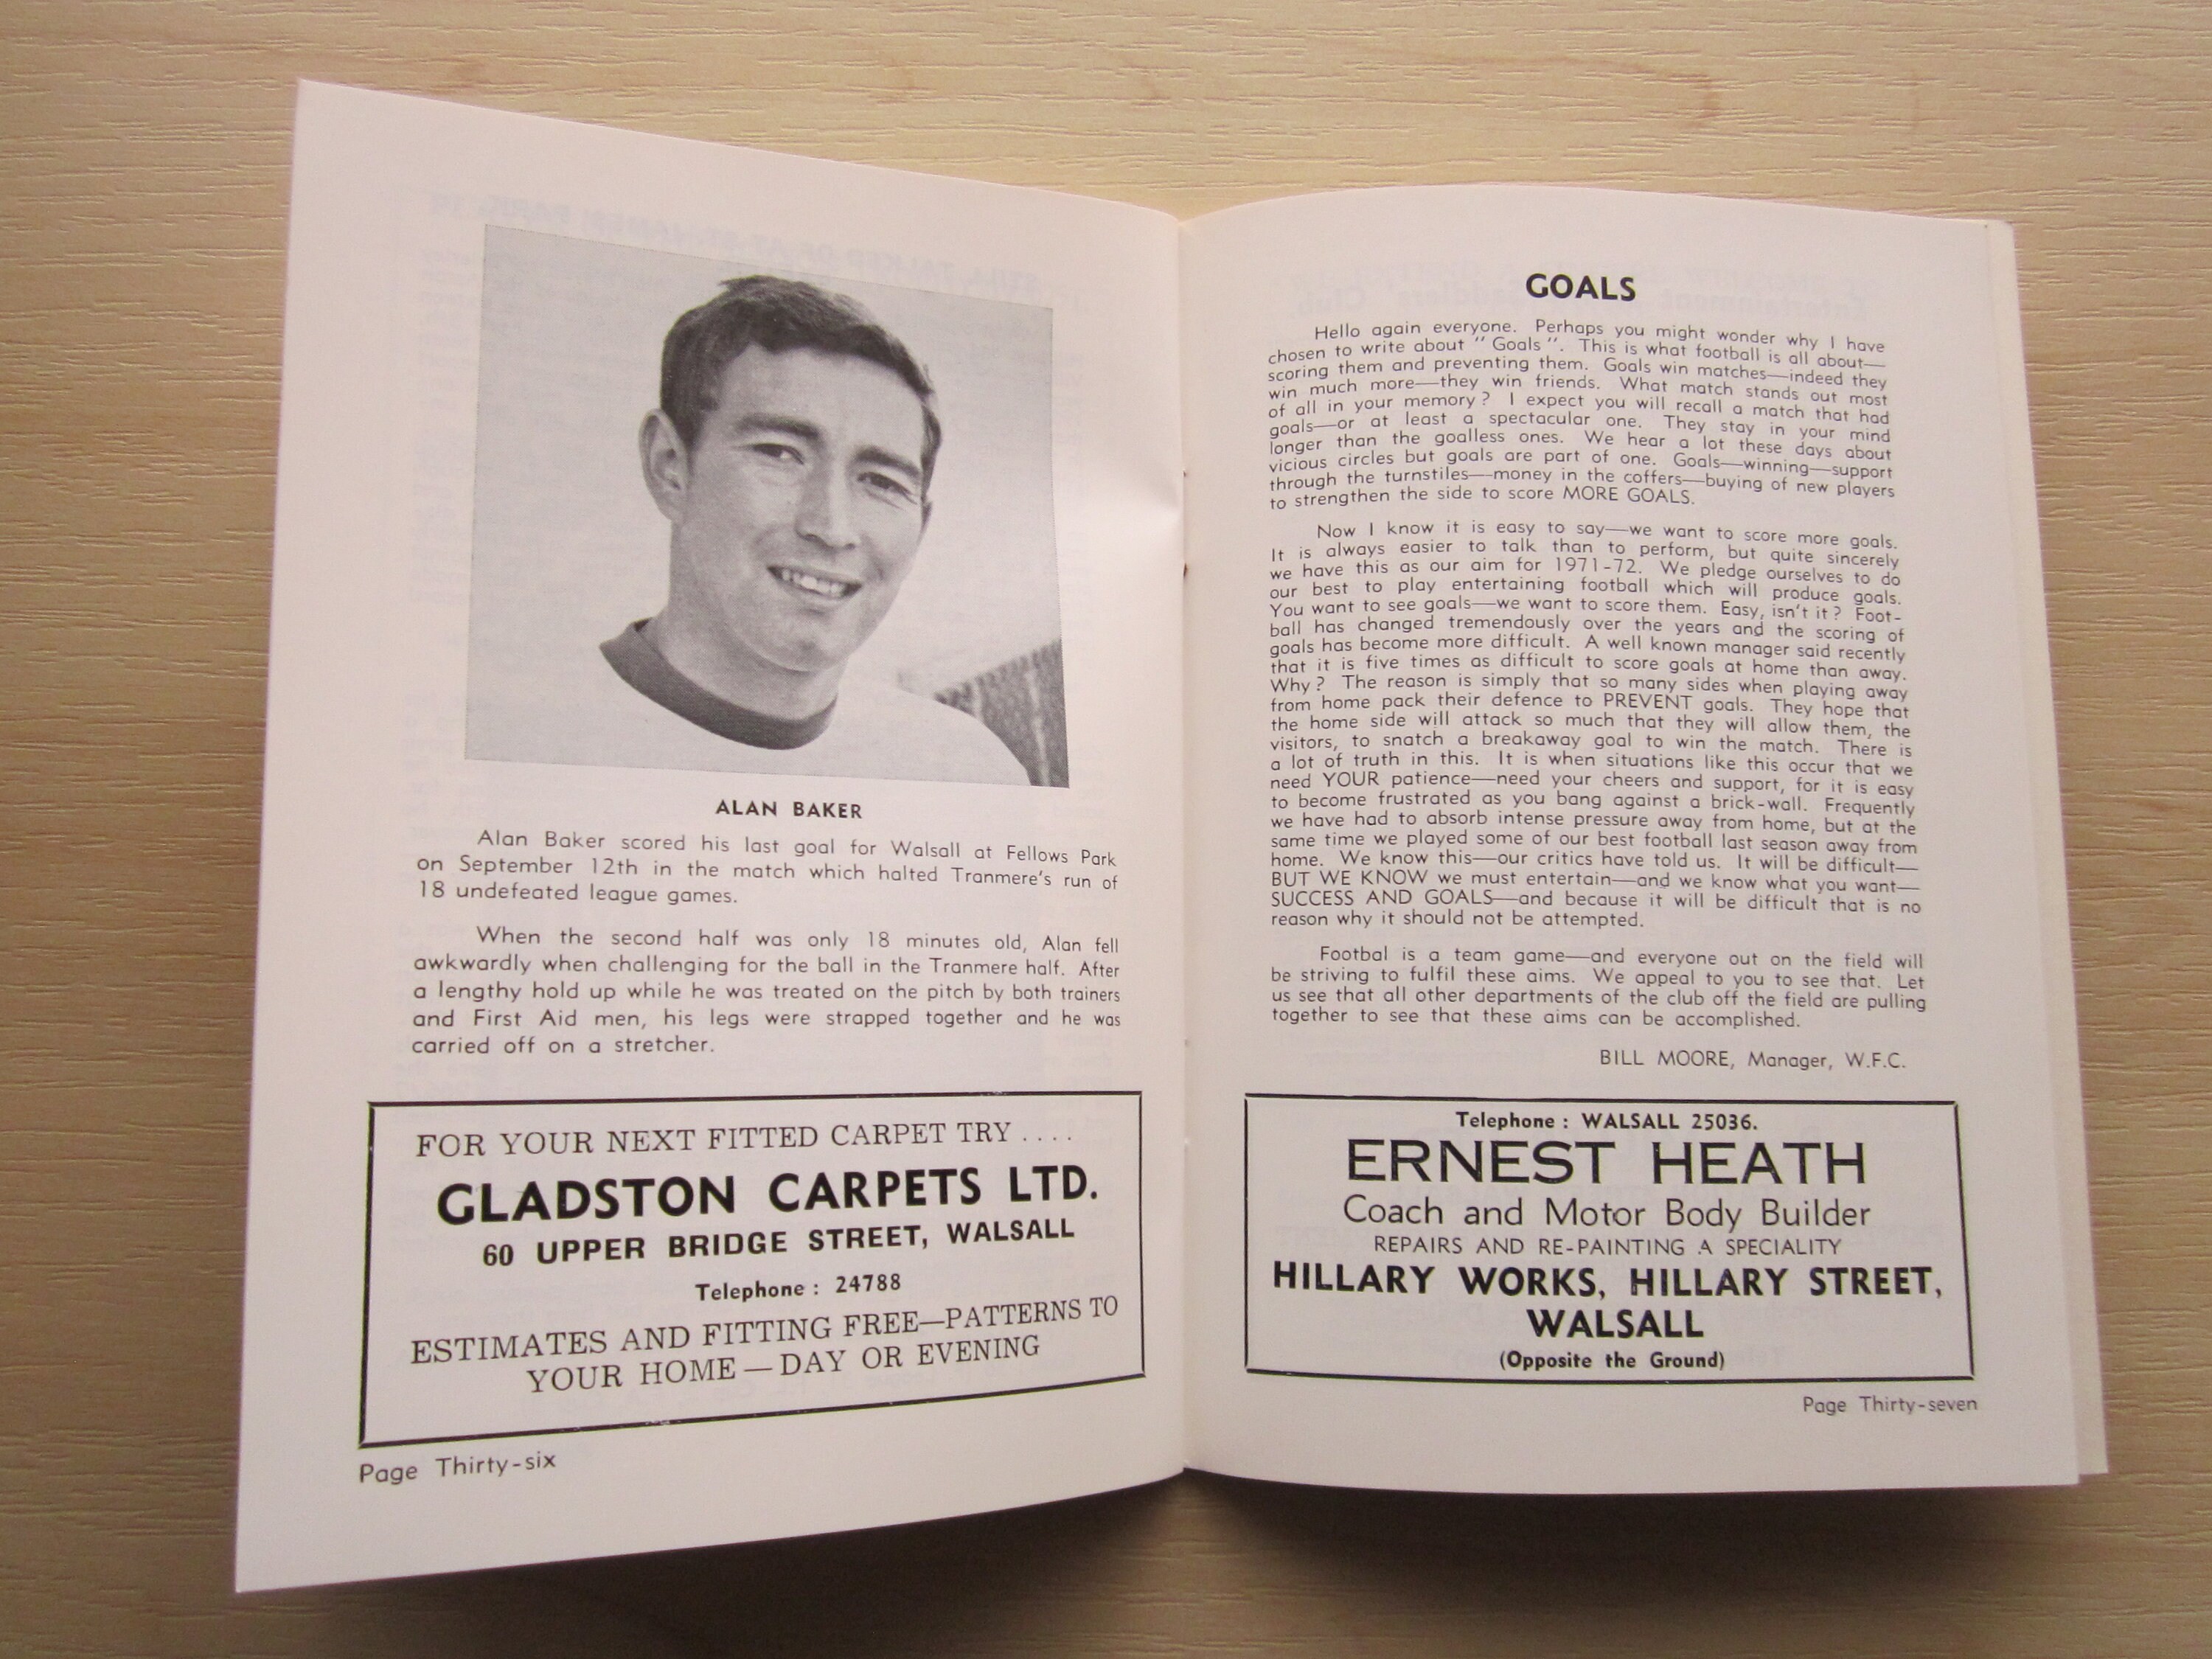 ALAN BAKER
Alan Baker scored his last goal for Walsall at Fellows Park
on September 12th in the match which halted Tranmere's run of
18 undefeated league games.
When the second half was only 18 minutes old, Alan fell
awkwardly when challenging for the ball in the Tranmere half. After
a lengthy hold up while he was treated on the pitch by both trainers
and First Aid men, his legs were strapped together and he was
carried off on a stretcher.
FOR YOUR NEXT FITTED CARPET TRY ....
GLADSTON CARPETS LTD.
60 UPPER BRIDGE STREET, WALSALL
Telephone : 24788
ESTIMATES AND FITTING FREE—PATTERNS TO
YOUR HOME — DAY OR EVENING
Page Thirty-six
GOALS
Hello again everyone. Perhaps you might wonder why I have
chosen to write about "Goals". This is what football is all about—
scoring them and preventing them. Goals win matches—indeed they
win much more—they win friends. What match stands out most
of all in your memory? I expect you will recall a match that had
goals—or at least a spectacular one. They stay in your mind
longer than the goalless ones. We hear a lot these days about
vicious circles but goals are part of one. Goals—winning—support
through the turnstiles—money in the coffers—buying of new players
to strengthen the side to score MORE GOALS.
Now I know it is easy to say—we want to score more goals.
It is always easier to talk than to perform, but quite sincerely
we have this as our aim for 1971-72. We pledge ourselves to do
our best to play entertaining football which will produce goals.
You want to see goals—we want to score them. Easy, isn't it? Foot-
ball has changed tremendously over the years and the scoring of
goals has become more difficult. A well known manager said recently
that it is five times as difficult to score goals at home than away.
Why? The reason is simply that so many sides when playing away
from home pack their defence to PREVENT goals. They hope that
the home side will attack so much that they will allow them, the
visitors, to snatch a breakaway goal to win the match. There is
a lot of truth in this. It is when situations like this occur that we
need YOUR patience—need your cheers and support, for it is easy
to become frustrated as you bang against a brick-wall. Frequently
we have had to absorb intense pressure away from home, but at the
same time we played some of our best football last season away from
home. We know this—our critics have told us. It will be difficult—
BUT WE KNOW we must entertain—and we know what you want—
SUCCESS AND GOALS—and because it will be difficult that is no
reason why it should not be attempted.
Footbal is a team game—and everyone out on the field will
be striving to fulfil these aims. We appeal to you to see that. Let
us see that all other departments of the club off the field are pulling
together to see that these aims can be accomplished.
BILL MOORE, Manager, W.F.C.
Telephone : WALSALL 25036.
ERNEST HEATH
Coach and Motor Body Builder
REPAIRS AND RE-PAINTING A SPECIALITY
HILLARY WORKS, HILLARY STREET,
WALSALL
(Opposite the Ground)
Page Thirty-seven